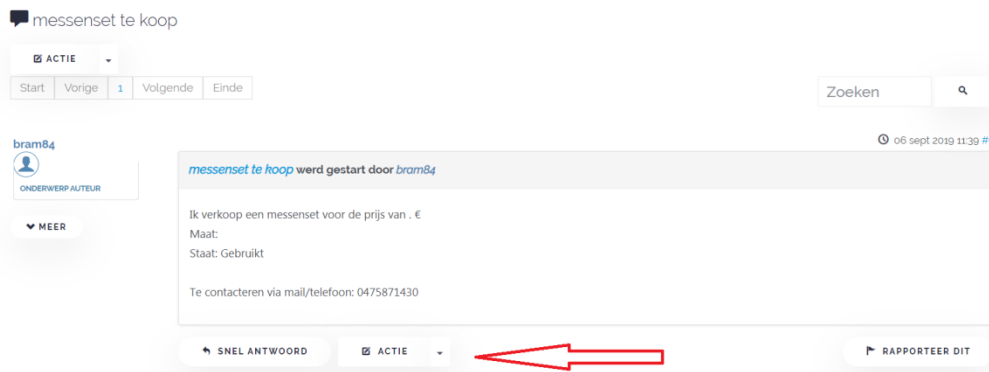 messenset te koop
ACTIE
Start Vorige 1 Volgende Einde
Zoeken
bram84
06 sept 2019 11:39 #
ONDERWERP AUTEUR
messenset te koop werd gestart door bram84
MEER
Ik verkoop een messenset voor de prijs van . €
Maat:
Staat: Gebruikt
Te contacteren via mail/telefoon: 0475871430
SNEL ANTWOORD ACTIE RAPPORTEER DIT